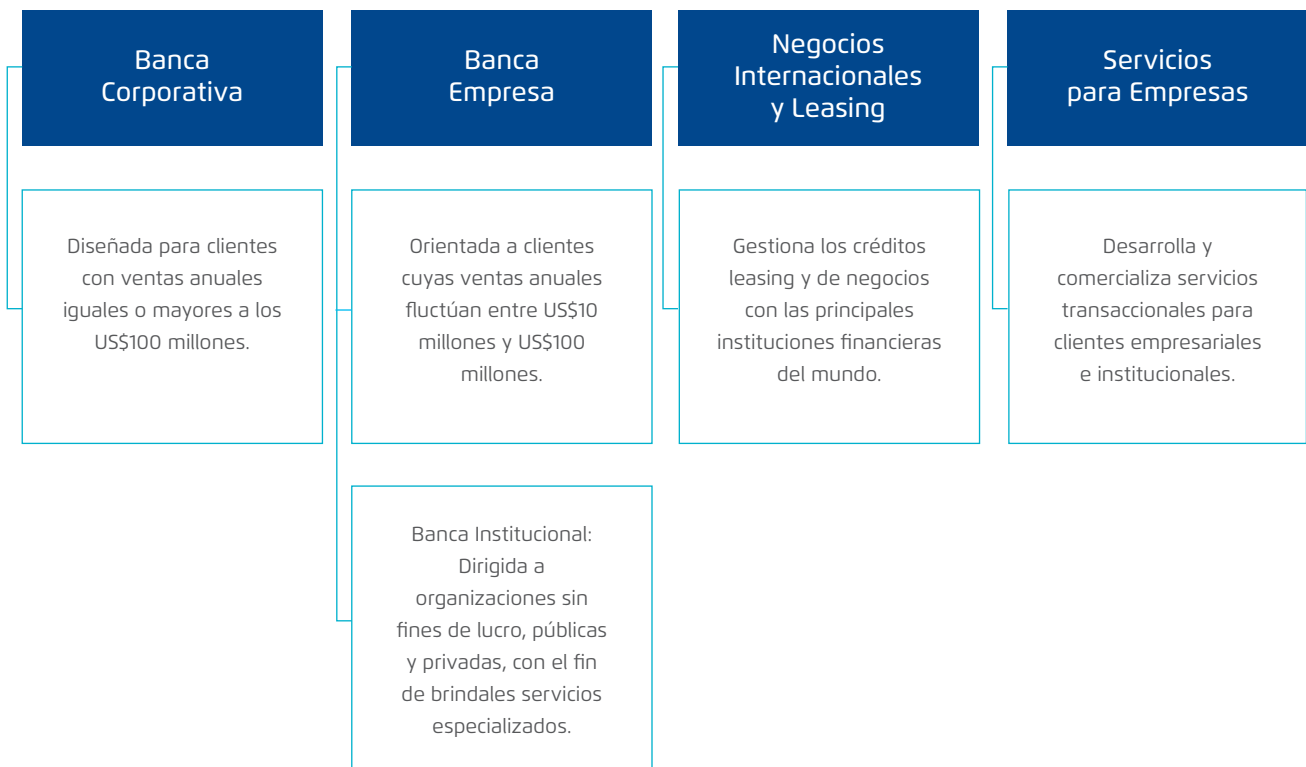 Banca
Corporativa
Diseñada para clientes
con ventas anuales
iguales o mayores a los
US$100 millones.
Banca
Empresa
Orientada a clientes
cuyas ventas anuales
fluctúan entre US$10
millones y US$100
millones.
Banca Institucional:
Dirigida a
organizaciones sin
fines de lucro, públicas
y privadas, con el fin
de brindales servicios
especializados.
Negocios
Internacionales
y Leasing
Gestiona los créditos
leasing y de negocios
con las principales
instituciones financieras
del mundo.
Servicios
para Empresas
Desarrolla y
comercializa servicios
transaccionales para
clientes empresariales
e institucionales.